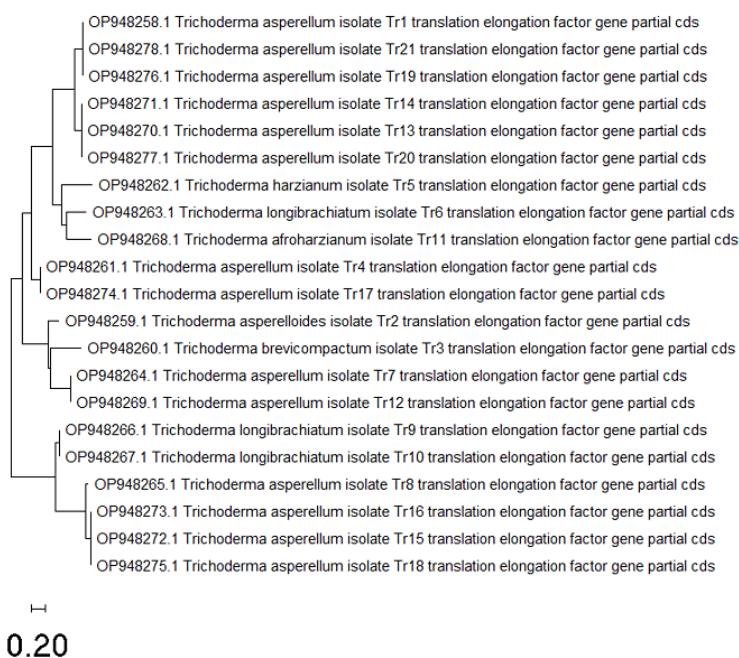 OP948258.1 Trichoderma asperellum isolate Tr1 translation elongation factor gene partial cds
OP948278.1 Trichoderma asperellum isolate Tr21 translation elongation factor gene partial cds
OP948276.1 Trichoderma asperellum isolate Tr19 translation elongation factor gene partial cds
OP948271.1 Trichoderma asperellum isolate Tr14 translation elongation factor gene partial cds
OP948270.1 Trichoderma asperellum isolate Tr13 translation elongation factor gene partial cds
OP948277.1 Trichoderma asperellum isolate Tr20 translation elongation factor gene partial cds
OP948262.1 Trichoderma harzianum isolate Tr5 translation elongation factor gene partial cds
OP948263.1 Trichoderma longibrachiatum isolate Tr6 translation elongation factor gene partial cds
OP948268.1 Trichoderma afroharzianum isolate Tr11 translation elongation factor gene partial cds
OP948261.1 Trichoderma asperellum isolate Tr4 translation elongation factor gene partial cds
OP948274.1 Trichoderma asperellum isolate Tr17 translation elongation factor gene partial cds
OP948259.1 Trichoderma asperelloides isolate Tr2 translation elongation factor gene partial cds
OP948260.1 Trichoderma brevicompactum isolate Tr3 translation elongation factor gene partial cds
OP948264.1 Trichoderma asperellum isolate Tr7 translation elongation factor gene partial cds
OP948269.1 Trichoderma asperellum isolate Tr12 translation elongation factor gene partial cds
OP948266.1 Trichoderma longibrachiatum isolate Tr9 translation elongation factor gene partial cds
OP948267.1 Trichoderma longibrachiatum isolate Tr10 translation elongation factor gene partial cds
OP948265.1 Trichoderma asperellum isolate Tr8 translation elongation factor gene partial cds
OP948273.1 Trichoderma asperellum isolate Tr16 translation elongation factor gene partial cds
OP948272.1 Trichoderma asperellum isolate Tr15 translation elongation factor gene partial cds
OP948275.1 Trichoderma asperellum isolate Tr18 translation elongation factor gene partial cds
0.20